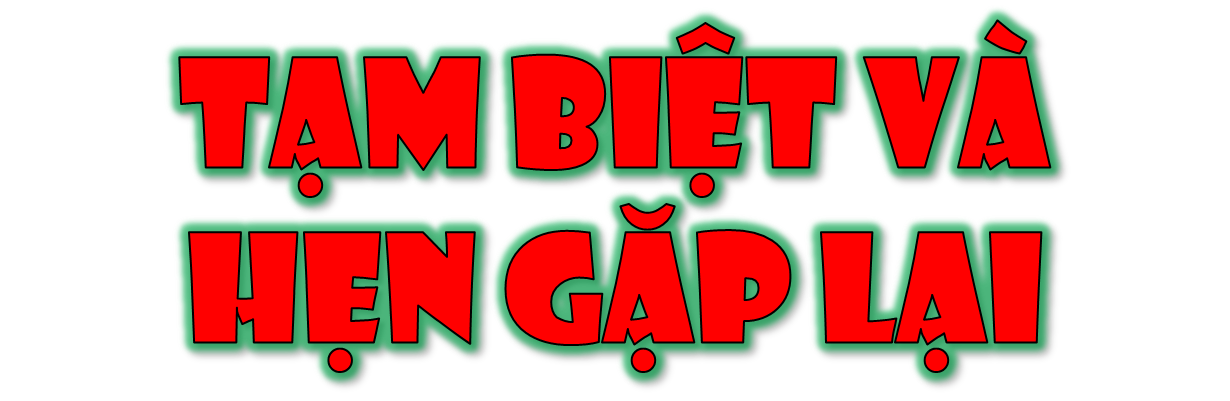 TẠM BIỆT VÀ
HẸN GẶP LẠI